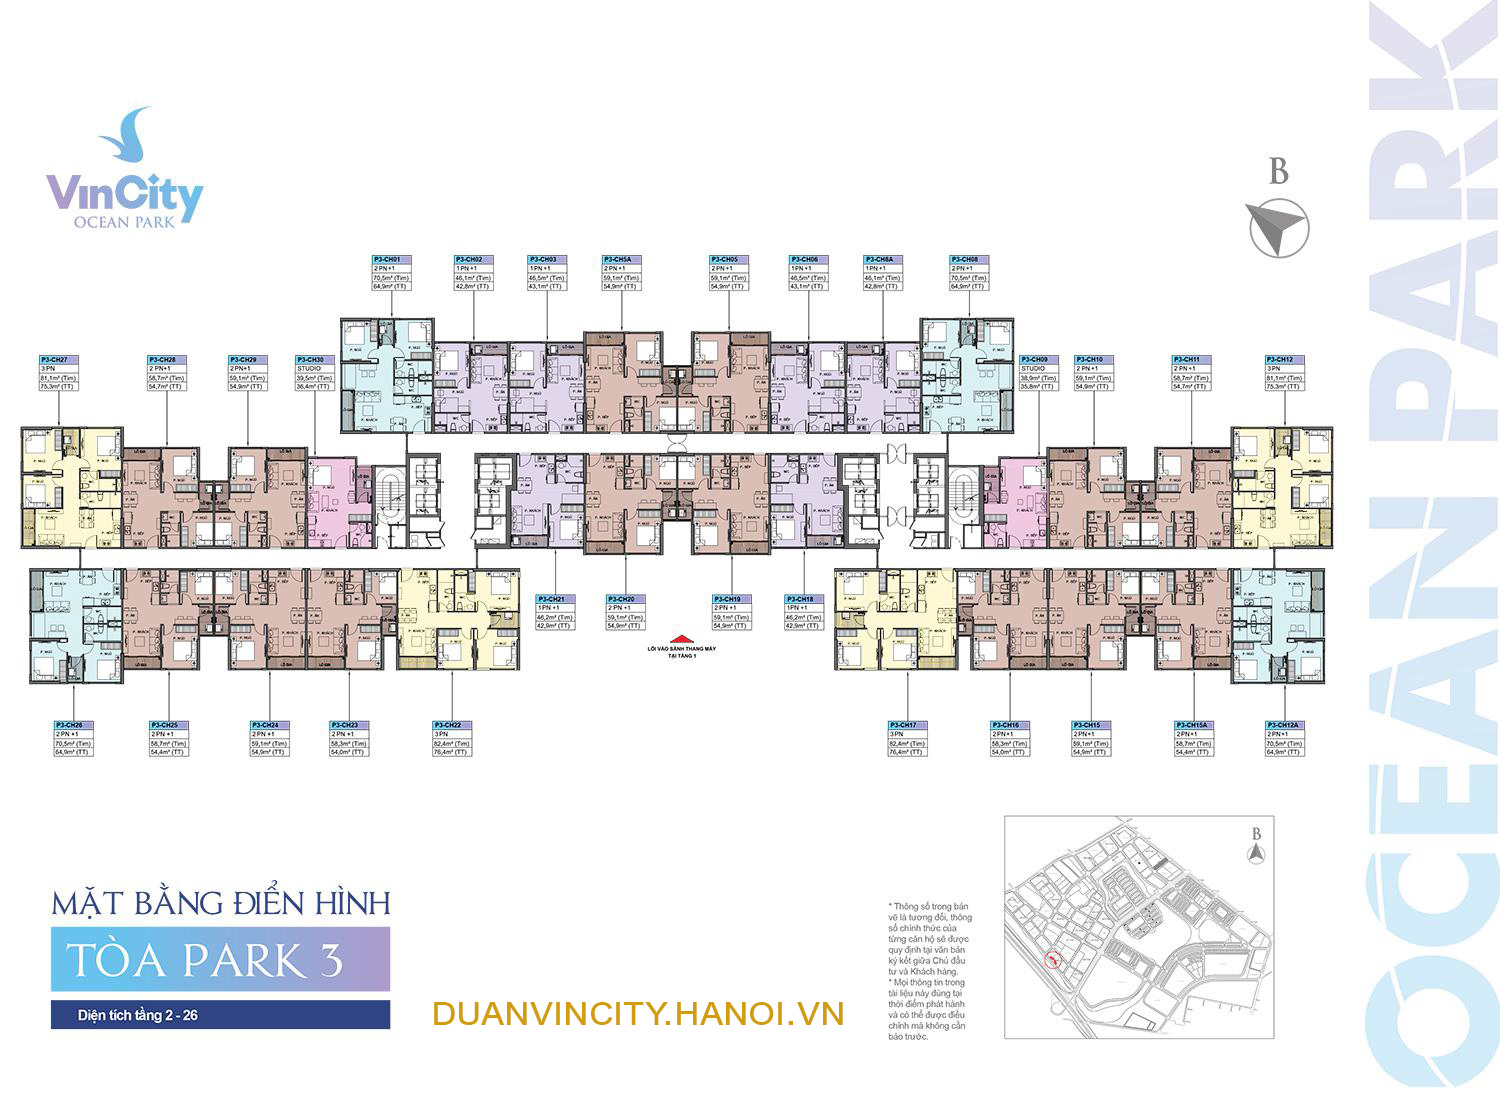 VinCity
OCEAN PARK
B
OCEAN PARK
P3-CH01
2 PN +1
70,5m² (Tim)
64,9m² (TT)
P3-CH02
1PN +1
46,1m² (Tim)
42,8m² (TT)
P3-CH03
1PN +1
46,5m² (Tim)
43,1m² (TT)
P3-CH5A
2 PN +1
59,1m² (Tim)
54,9m² (TT)
P3-CH05
2 PN +1
59,1m² (Tim)
54,9m² (TT)
P3-CH06
1PN +1
46,5m² (Tim)
43,1m² (TT)
P3-CH8A
1PN +1
46,1m² (Tim)
42,8m² (TT)
P3-CH08
2 PN +1
70,5m² (Tim)
64,9m² (TT)
P3-CH27
3 PN
81,1m² (Tim)
75,3m² (TT)
P3-CH28
2 PN+1
58,7m² (Tim)
54,7m² (TT)
P3-CH29
2 PN+1
59,1m² (Tim)
54,9m² (TT)
P3-CH30
STUDIO
39,5m² (Tim)
36,4m² (TT)
P3-CH09
STUDIO
38,9m² (Tim)
35,8m² (TT)
P3-CH10
2 PN +1
59,1m² (Tim)
54,9m² (TT)
P3-CH11
2 PN +1
58,7m² (Tim)
54,7m² (TT)
P3-CH12
3 PN
81,1m² (Tim)
75,3m² (TT)
P3-CH21
1PN +1
46,2m² (Tim)
42,9m² (TT)
P3-CH20
2 PN +1
59,1m² (Tim)
54,9m² (TT)
P3-CH19
2 PN +1
59,1m² (Tim)
54,9m² (TT)
P3-CH18
1PN +1
46,2m² (Tim)
42,9m² (TT)
LỐI VÀO SẢNH THANG MÁY
TẠI TẦNG 1
P3-CH26
2 PN +1
70,5m² (Tim)
64,9m² (TT)
P3-CH25
2 PN +1
58,7m² (Tim)
54,4m² (TT)
P3-CH24
2 PN +1
59,1m² (Tim)
54,9m² (TT)
P3-CH23
2 PN +1
58,3m² (Tim)
54,0m² (TT)
P3-CH22
3 PN
82,4m² (Tim)
76,4m² (TT)
P3-CH17
3 PN
82,4m² (Tim)
76,4m² (TT)
P3-CH16
2 PN +1
58,3m² (Tim)
54,0m² (TT)
P3-CH15
2 PN +1
59,1m² (Tim)
54,9m² (TT)
P3-CH15A
2 PN +1
58,7m² (Tim)
54,4m² (TT)
P3-CH12A
2 PN +1
70,5m² (Tim)
64,9m² (TT)
B
MẶT BẰNG ĐIỂN HÌNH
TÒA PARK 3
Diện tích tầng 2 - 26
DUANVINCITY.HANOI.VN
* Thông số trong bản
vẽ là tương đối, thông
số chính thức của
từng căn hộ sẽ được
quy định tại văn bản
ký kết giữa Chủ đầu
tư và Khách hàng.
* Mọi thông tin trong
tài liệu này đúng tại
thời điểm phát hành
và có thể được điều
chỉnh mà không cần
báo trước.